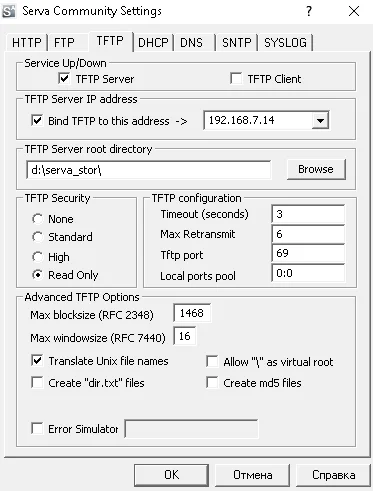 Serva Community Settings
HTTP FTP TFTP DHCP DNS SNTP SYSLOG
Service Up/Down
TFTP Server TFTP Client
TFTP Server IP address
Bind TFTP to this address -> 192.168.7.14
TFTP Server root directory
d:\serva_stor\ Browse
TFTP Security TFTP configuration
None Timeout (seconds) 3
Standard Max Retransmit 6
High Tftp port 69
Read Only Local ports pool 0:0
Advanced TFTP Options
Max blocksize (RFC 2348) 1468
Max windowsize (RFC 7440) 16
Translate Unix file names Allow "\" as virtual root
Create "dir.txt" files Create md5 files
Error Simulator
OK Отмена Справка